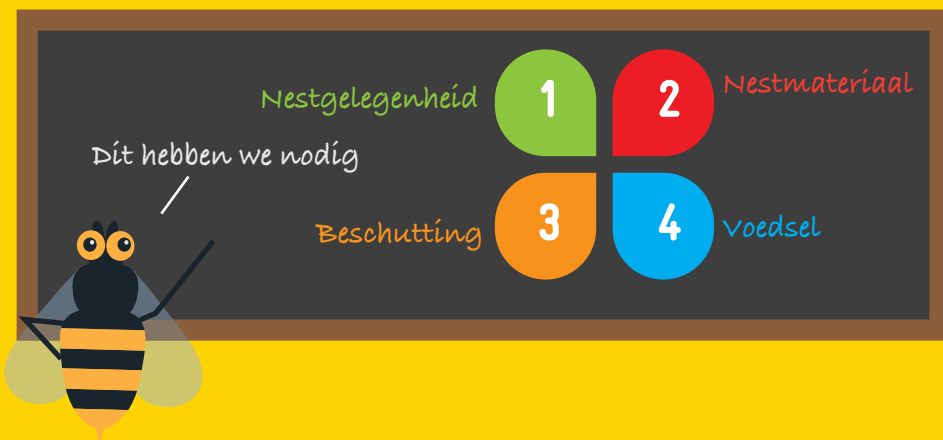 Nestgelegenheid
1
2
Nestmateriaal
Dit hebben we nodig
Beschutting
3
4
Voedsel